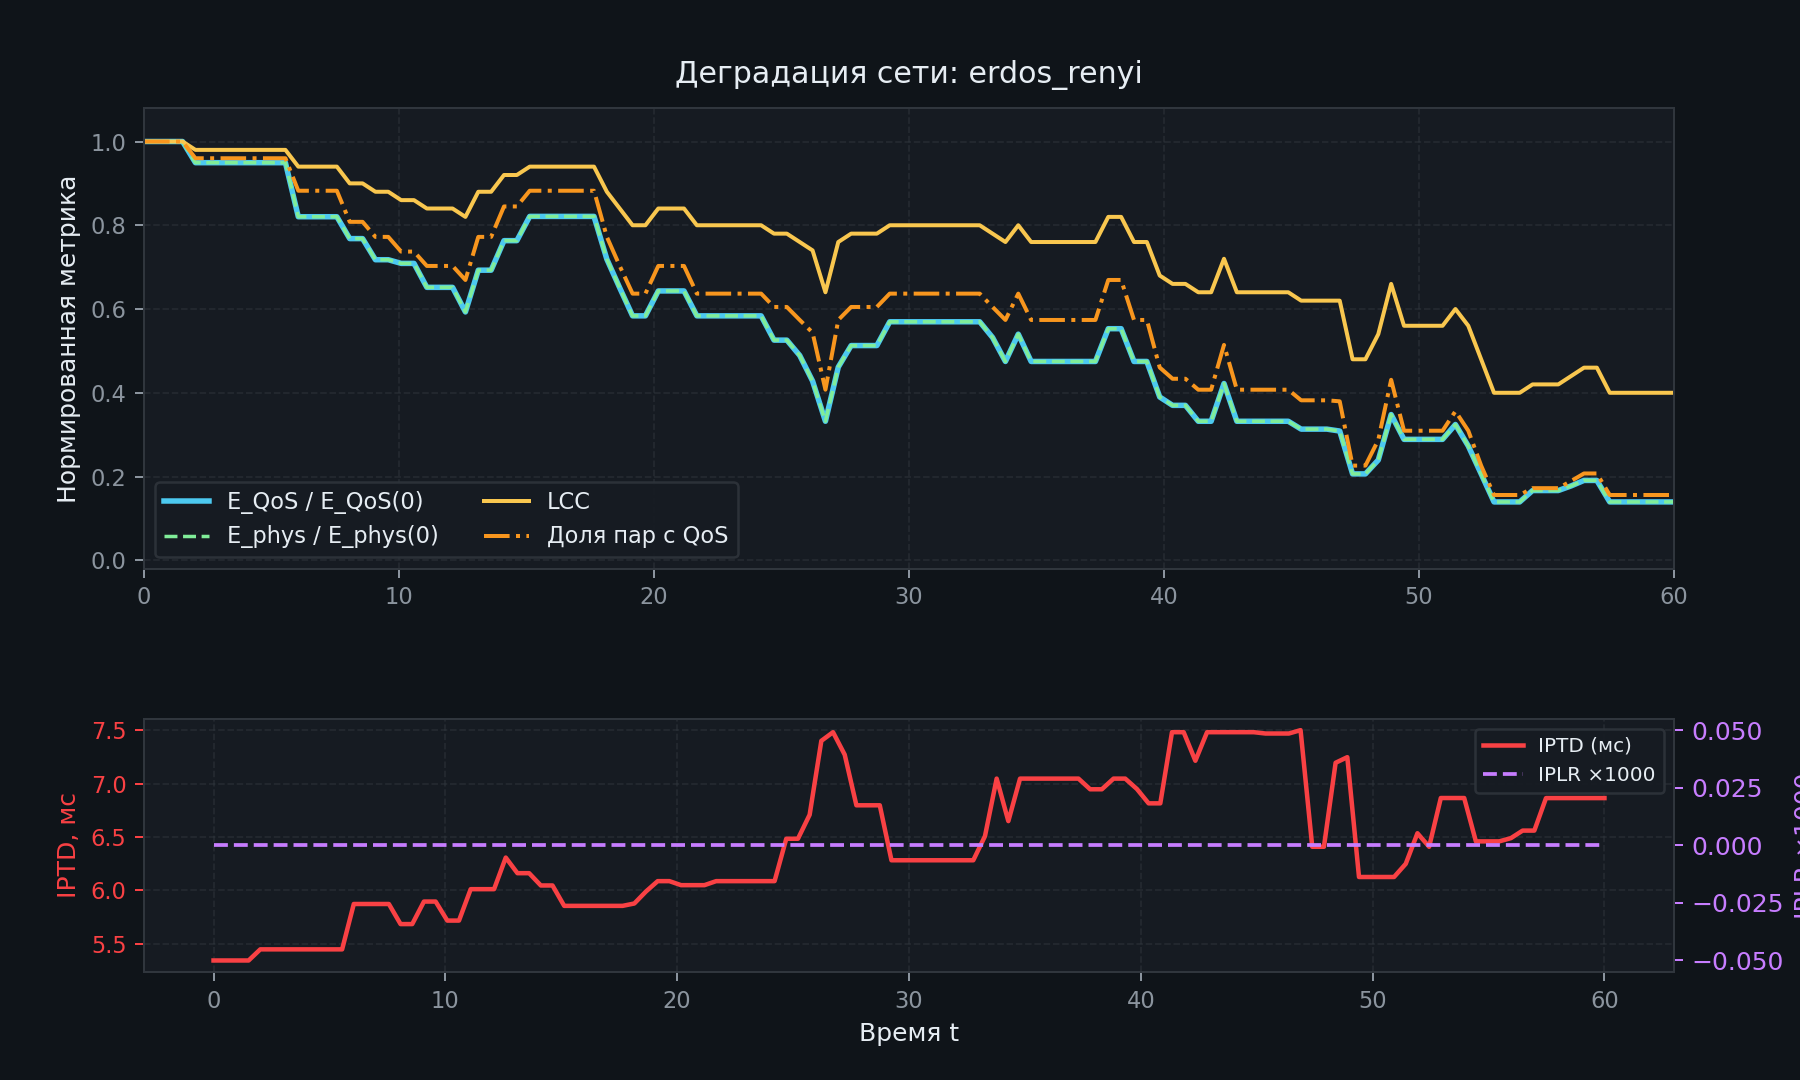 Деградация сети: erdos_renyi
Нормированная метрика
1.0
0.8
0.6
0.4
0.2
0.0
E_QoS / E_QoS(0)
E_phys / E_phys(0)
LCC
Доля пар с QoS
0 10 20 30 40 50 60
IPTD, мс
7.5
7.0
6.5
6.0
5.5
IPTD (мс)
IPLR ×1000
0.050
0.025
0.000
−0.025
−0.050
0 10 20 30 40 50 60
Время t